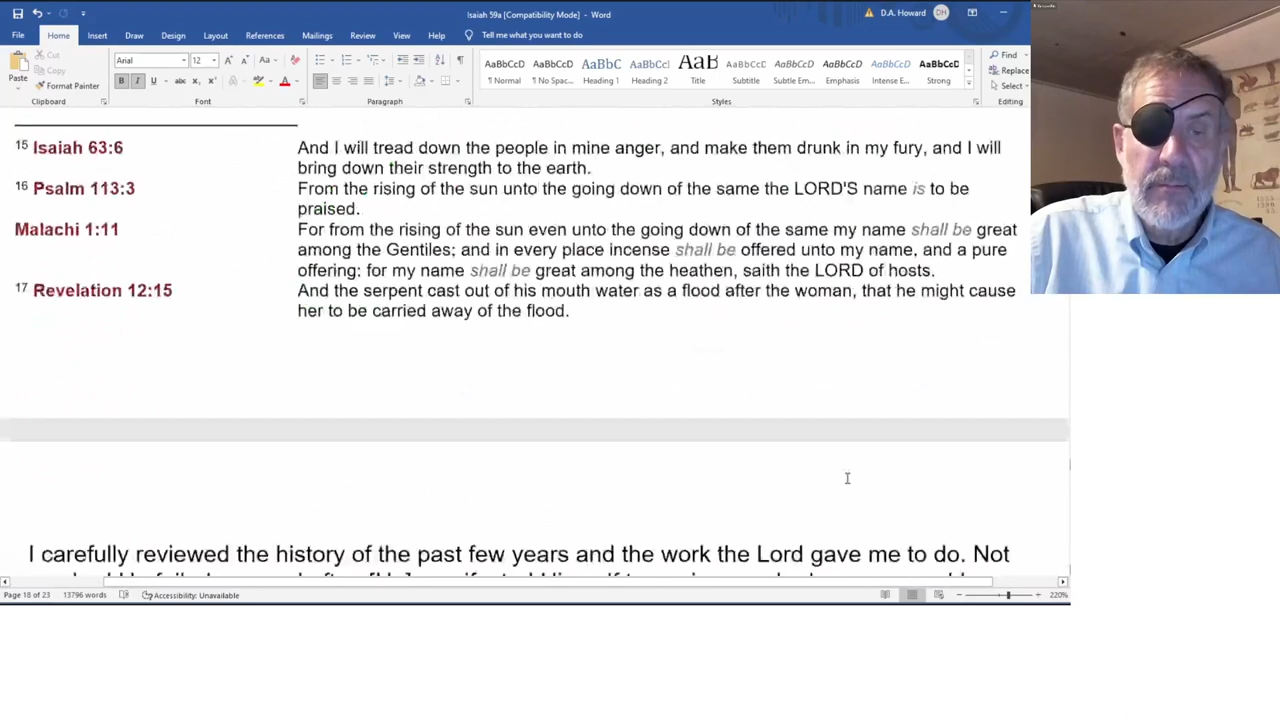 Isaiah 59a [Compatibility Mode] - Word
D.A. Howard DH
File Home Insert Draw Design Layout References Mailings Review View Help Tell me what you want to do
Paste
Cut
Copy
Format Painter
Clipboard
Arial 12
Font
Paragraph
AaBbCcD AaBbCcD AaBbC AaBbCcl AaB AaBbCcD AaBbCcD AaBbCcD AaBbCcD AaBbCcD
¶ Normal ¶ No Spac... Heading 1 Heading 2 Title Subtitle Subtle Em... Emphasis Intense E... Strong
Styles
Find
Replace
Select
Editing
15 Isaiah 63:6 And I will tread down the people in mine anger, and make them drunk in my fury, and I will
bring down their strength to the earth.
16 Psalm 113:3 From the rising of the sun unto the going down of the same the LORD'S name is to be
praised.
Malachi 1:11 For from the rising of the sun even unto the going down of the same my name shall be great
among the Gentiles; and in every place incense shall be offered unto my name, and a pure
offering: for my name shall be great among the heathen, saith the LORD of hosts.
17 Revelation 12:15 And the serpent cast out of his mouth water as a flood after the woman, that he might cause
her to be carried away of the flood.
I carefully reviewed the history of the past few years and the work the Lord gave me to do. Not
Page 18 of 23 13796 words Accessibility: Unavailable 220%